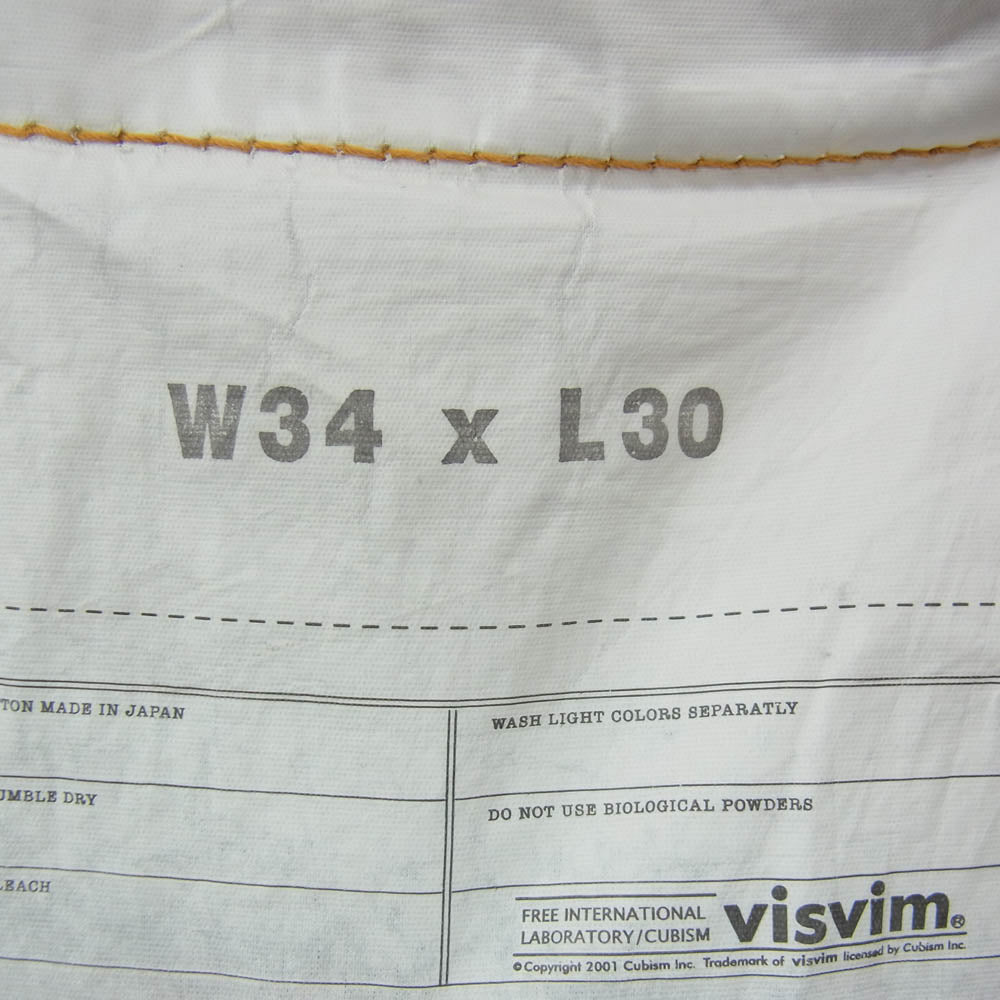 W34 x L30
TON MADE IN JAPAN
WASH LIGHT COLORS SEPARATLY
UMBLE DRY
DO NOT USE BIOLOGICAL POWDERS
LEACH
FREE INTERNATIONAL
LABORATORY/CUBISM
visvim®
©Copyright 2001 Cubism Inc. Trademark of visvim licensed by Cubism Inc.